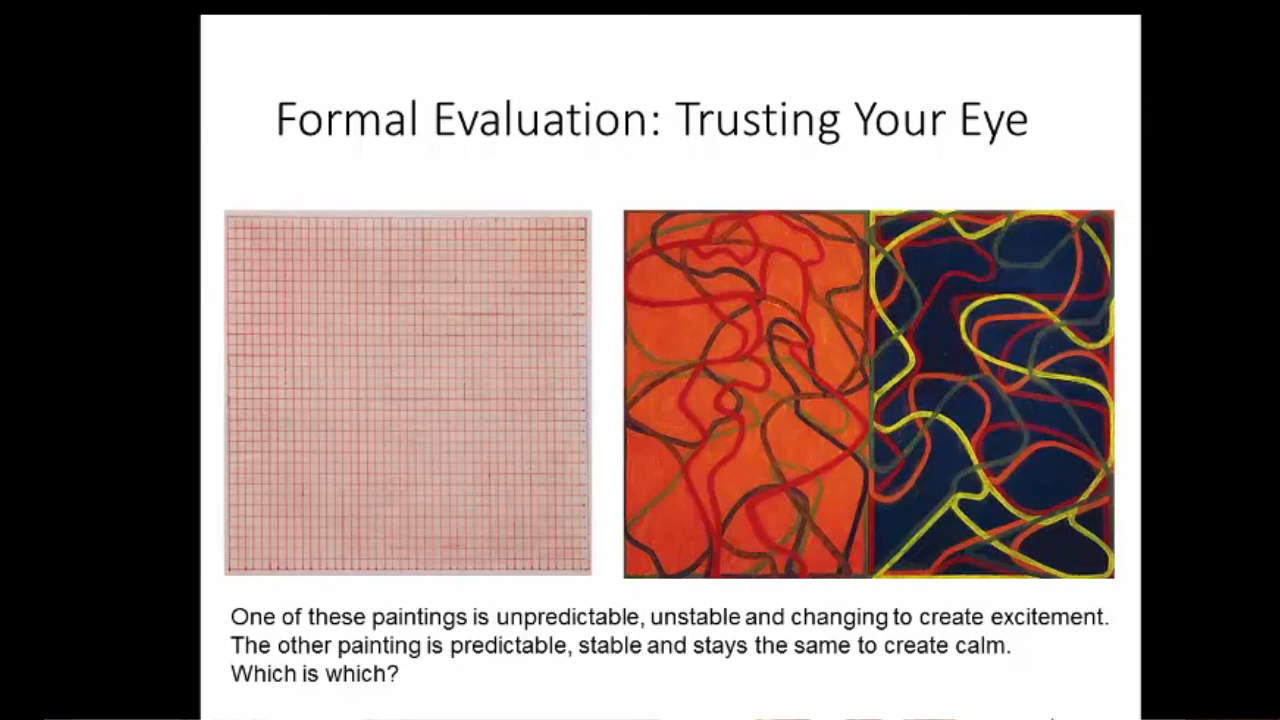 Formal Evaluation: Trusting Your Eye
One of these paintings is unpredictable, unstable and changing to create excitement.
The other painting is predictable, stable and stays the same to create calm.
Which is which?